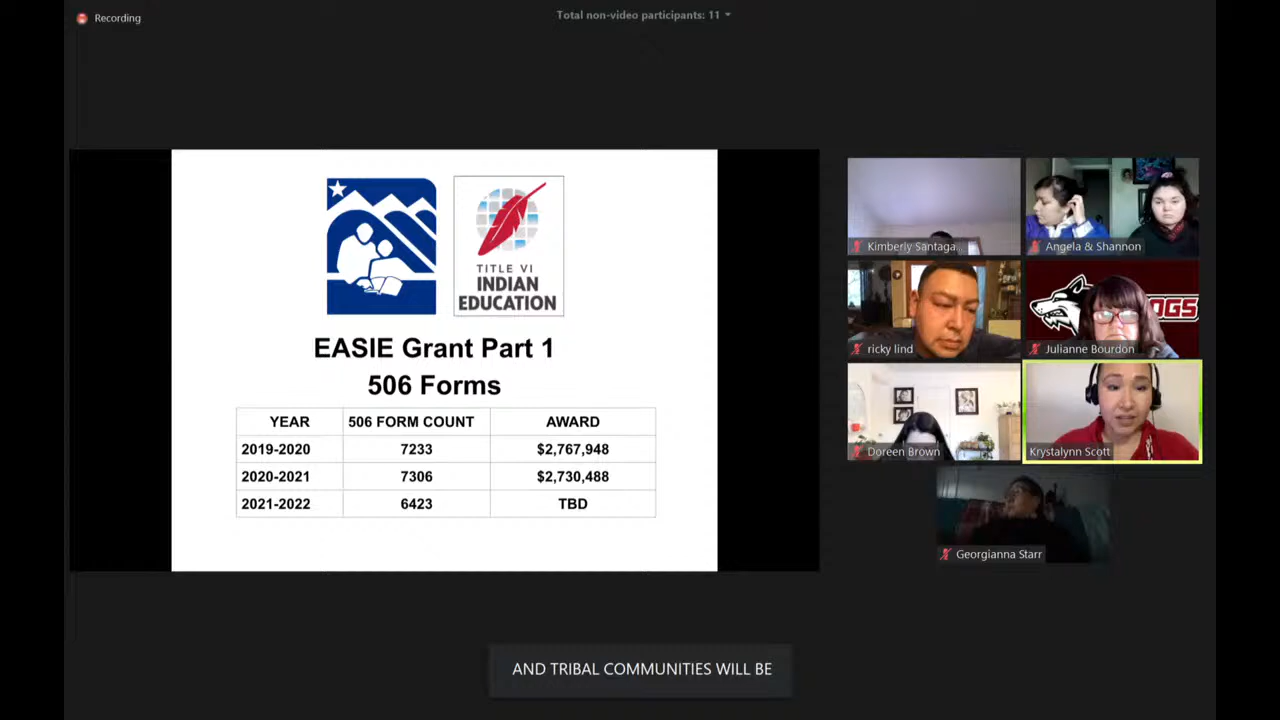 Recording
Total non-video participants: 11
TITLE VI
INDIAN
EDUCATION
EASIE Grant Part 1
506 Forms
YEAR 506 FORM COUNT AWARD
2019-2020 7233 $2,767,948
2020-2021 7306 $2,730,488
2021-2022 6423 TBD
Kimberly Santaga...
Angela & Shannon
ricky lind
OGS
Julianne Bourdon
Doreen Brown
Krystalynn Scott
Georgianna Starr
AND TRIBAL COMMUNITIES WILL BE